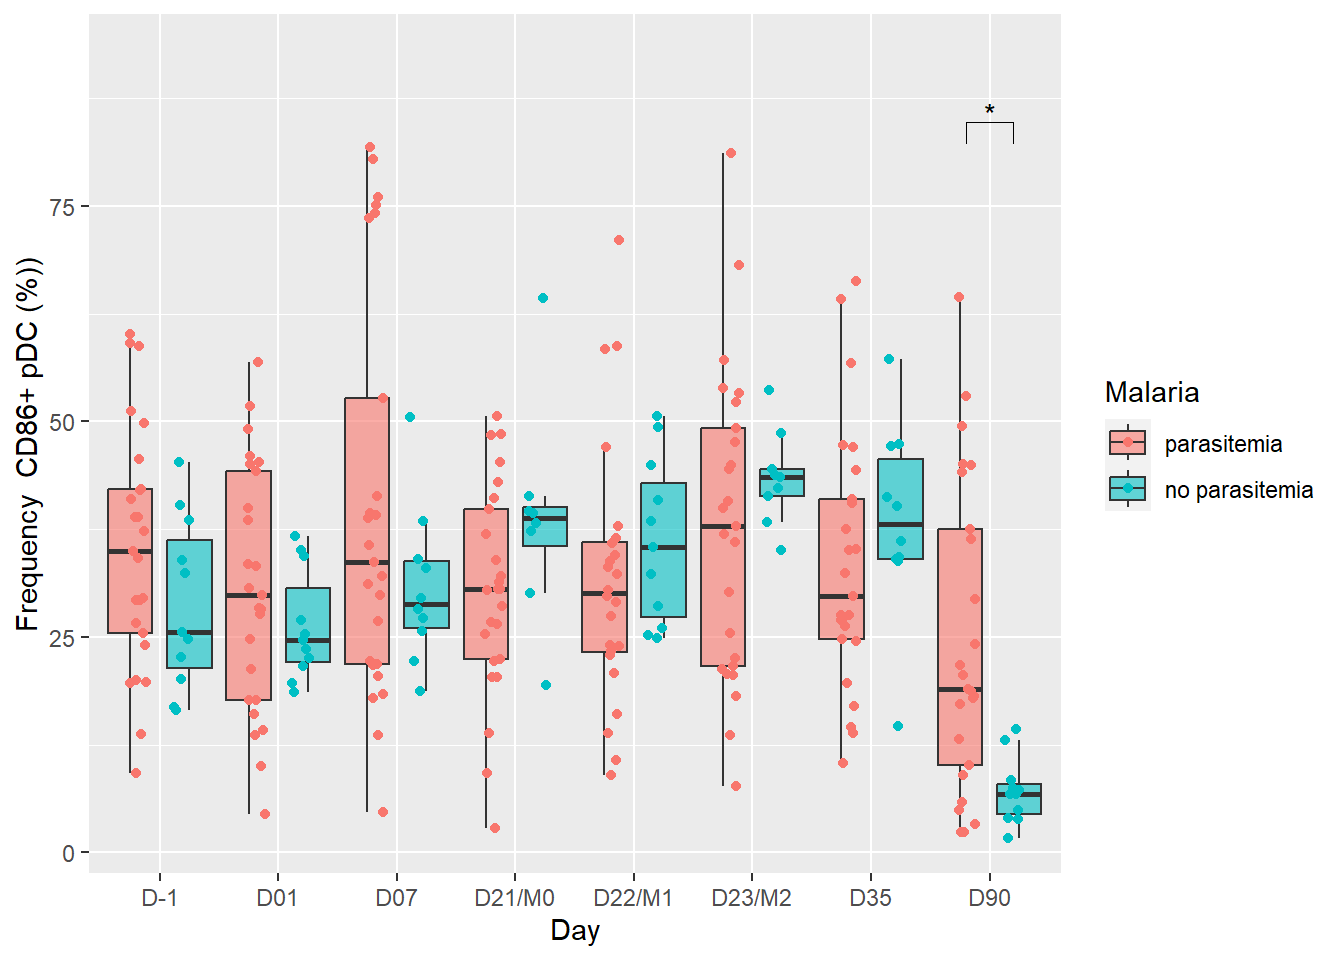 *
75
50
25
0
Frequency  CD86+ pDC (%))
D-1 D01 D07 D21/M0 D22/M1 D23/M2 D35 D90
Day
Malaria
parasitemia
no parasitemia